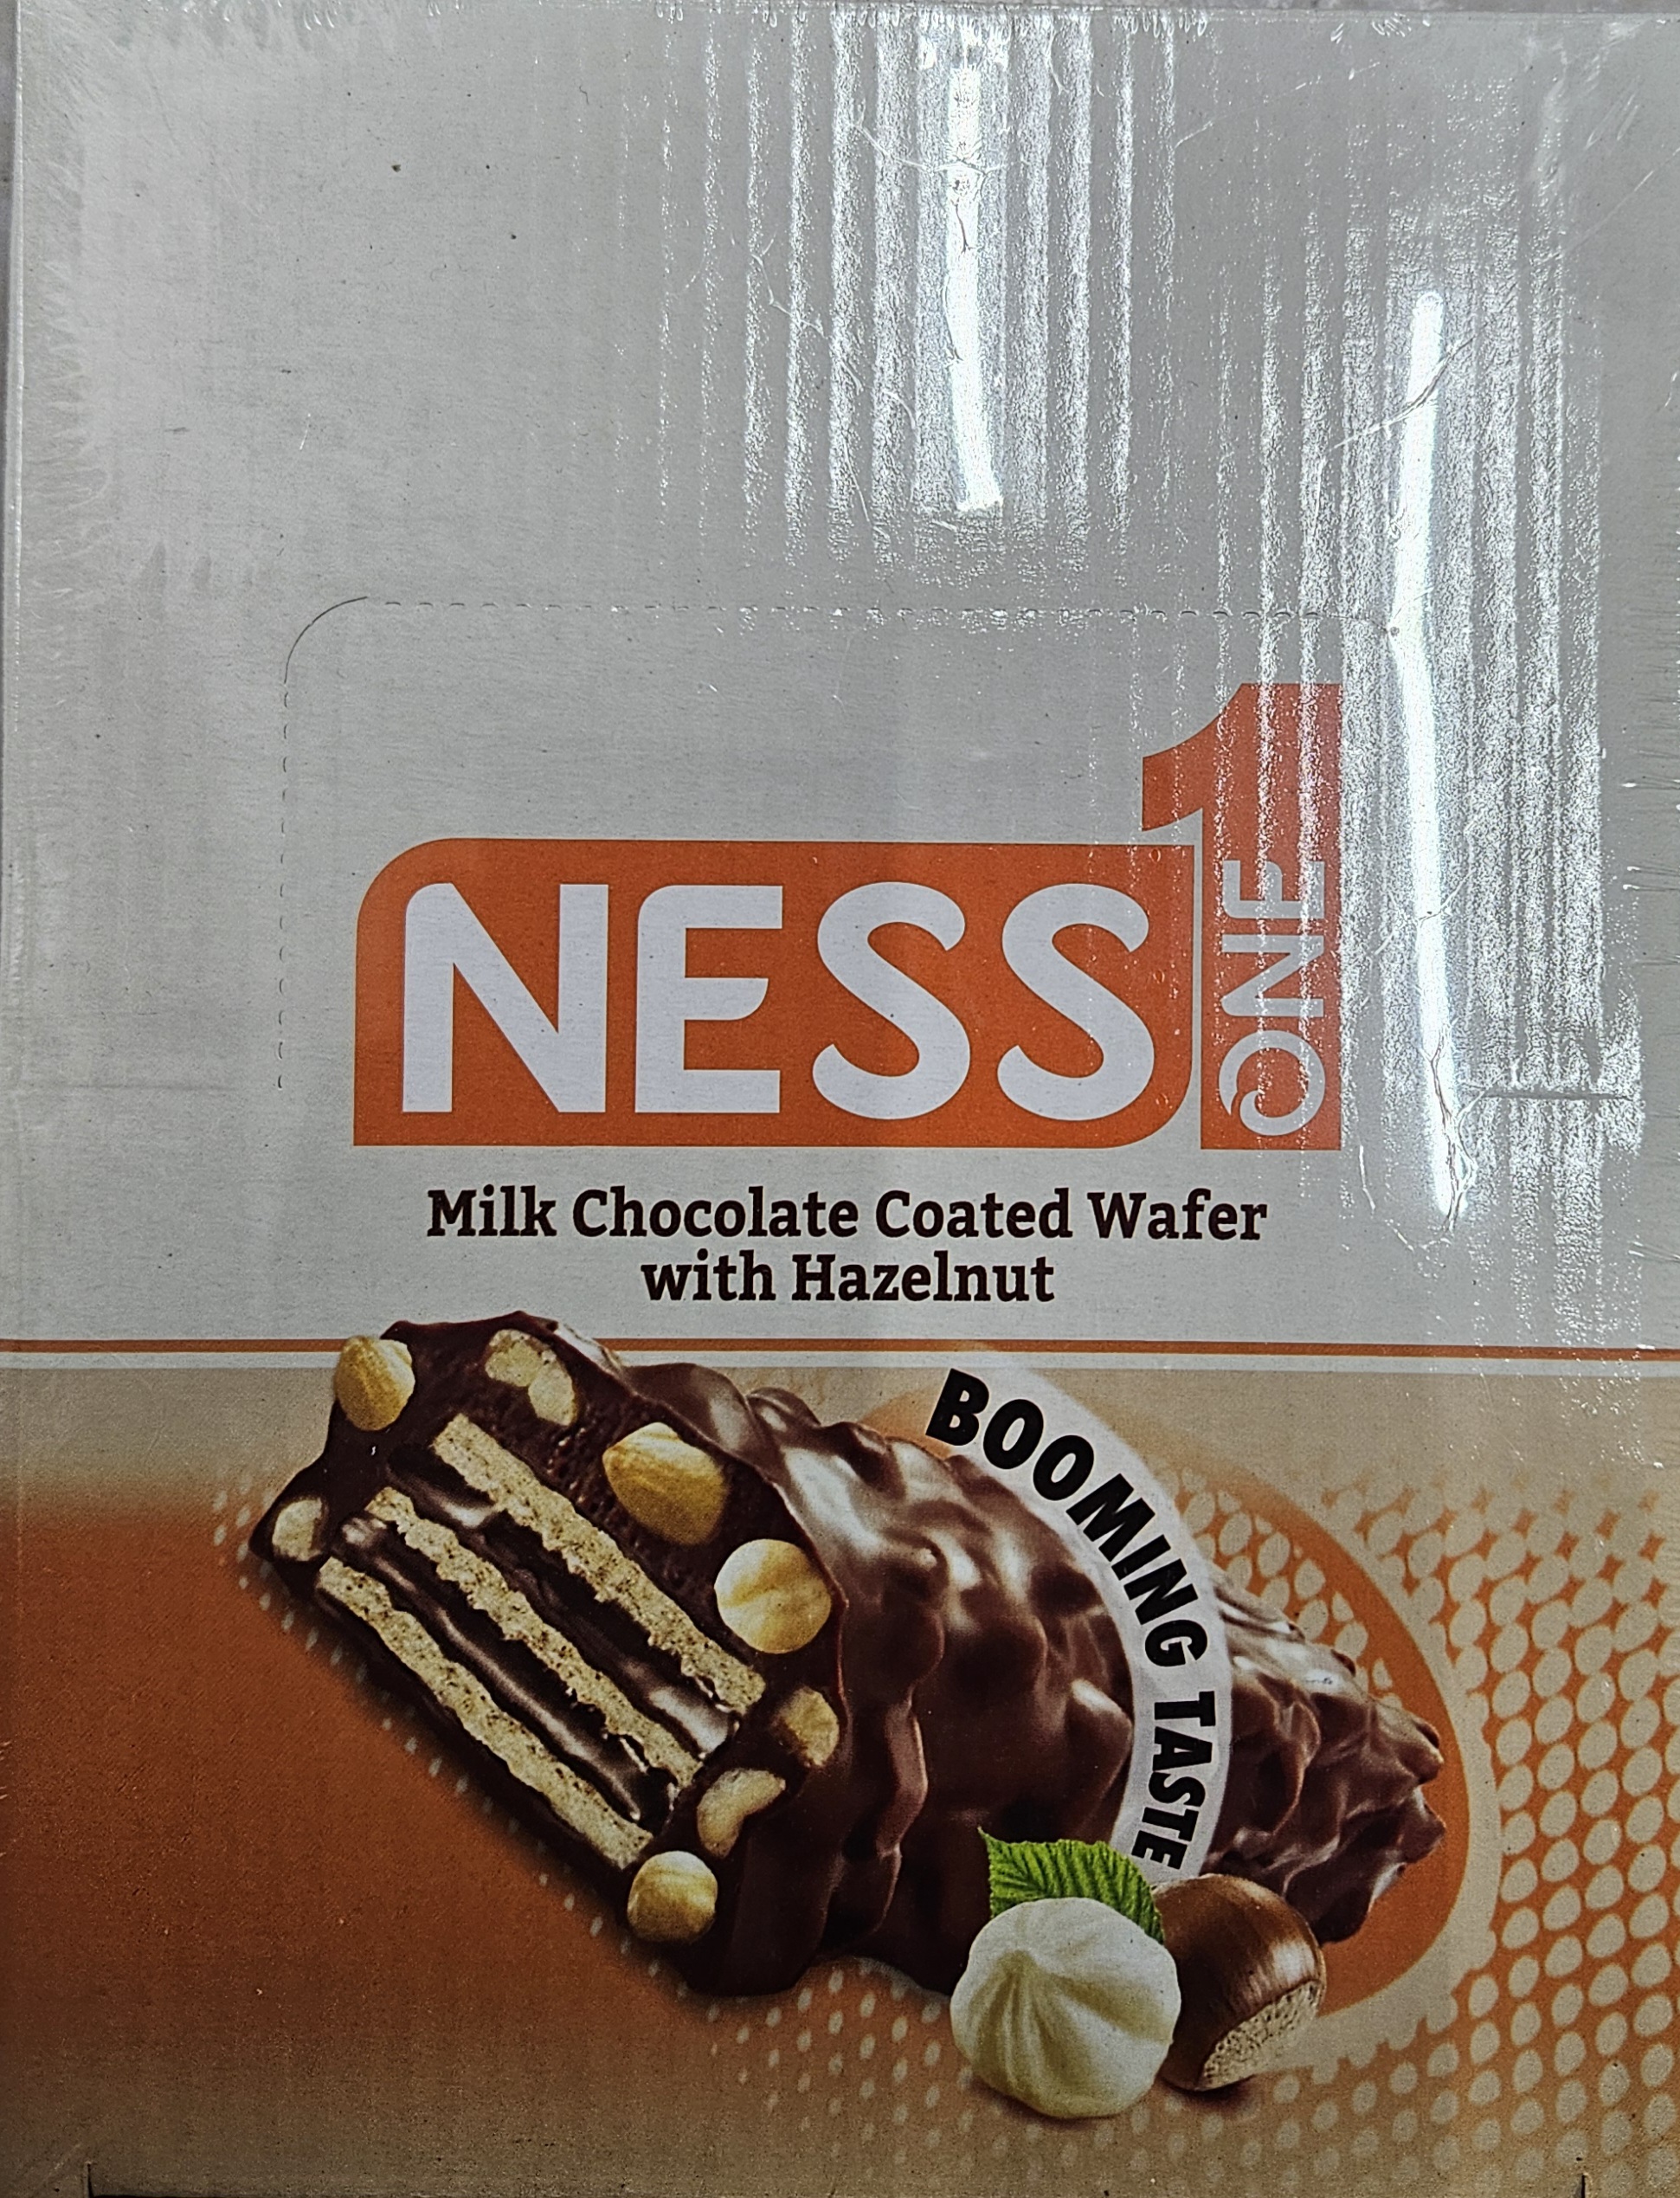 NESS
1
ONE
Milk Chocolate Coated Wafer
with Hazelnut
BOOMING TASTE